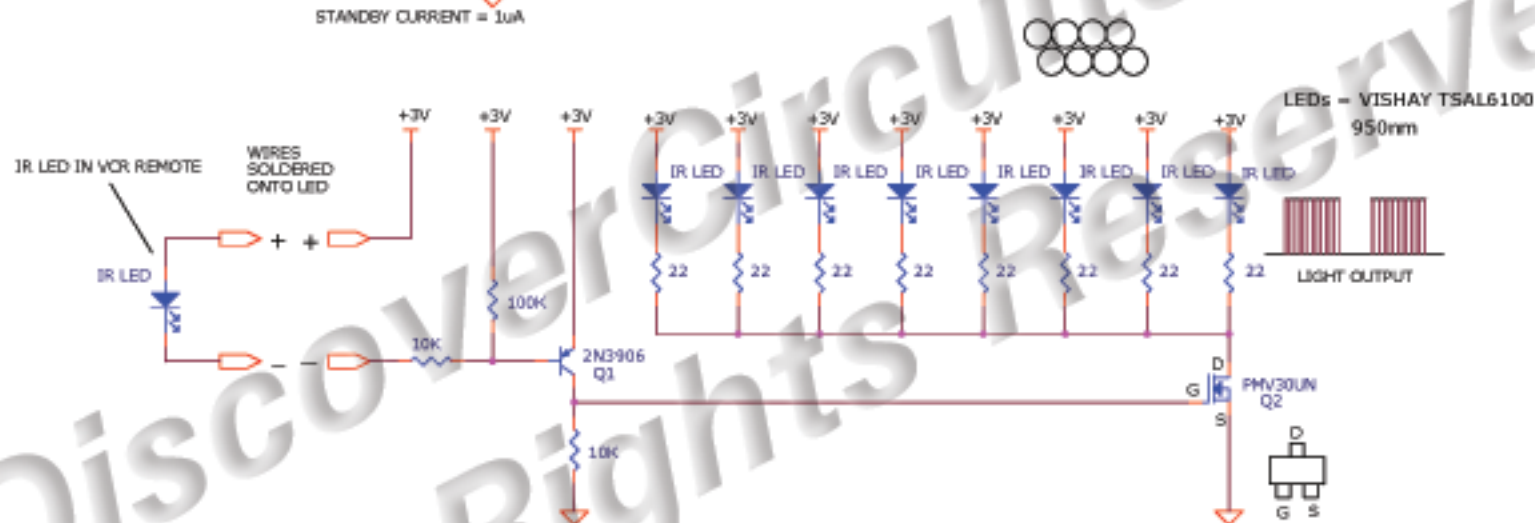 STANDBY CURRENT = 1uA
LEDs = VISHAY TSAL6100
950nm
+3V
+3V
+3V
+3V
+3V
+3V
+3V
+3V
+3V
+3V
+3V
IR LED IN VCR REMOTE
WIRES
SOLDERED
ONTO LED
IR LED
IR LED
IR LED
IR LED
IR LED
IR LED
IR LED
IR LED
+ +
IR LED
22
22
22
22
22
22
22
22
LIGHT OUTPUT
100K
10K
- -
2N3906
Q1
D
G
S
PMV30UN
Q2
10K
D
G S
DiscoverCircuits
Rights Reserve